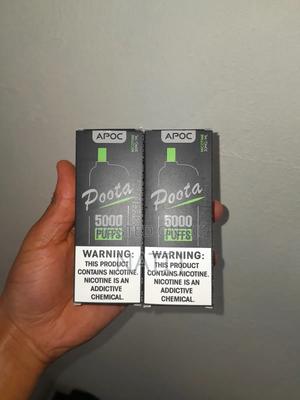 APOC
Poota
5000
PUFFS
WARNING:
THIS PRODUCT
CONTAINS NICOTINE.
NICOTINE IS AN
ADDICTIVE
CHEMICAL.
APOC
Poota
5000
PUFFS
WARNING:
THIS PRODUCT
CONTAINS NICOTINE.
NICOTINE IS AN
ADDICTIVE
CHEMICAL.